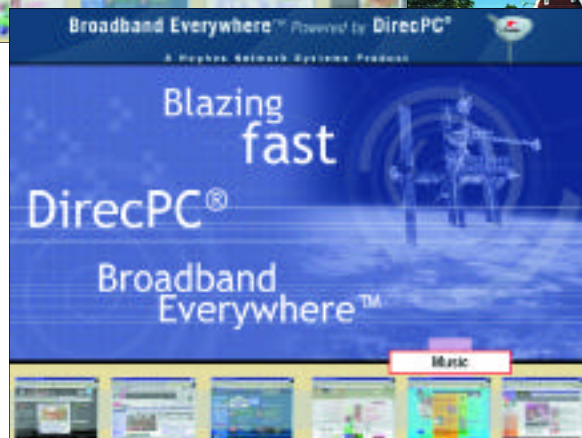 Broadband Everywhere™ Powered by DirecPC®
A Hughes Network Systems Product
Blazing
fast
DirecPC®
Broadband
Everywhere™
Music